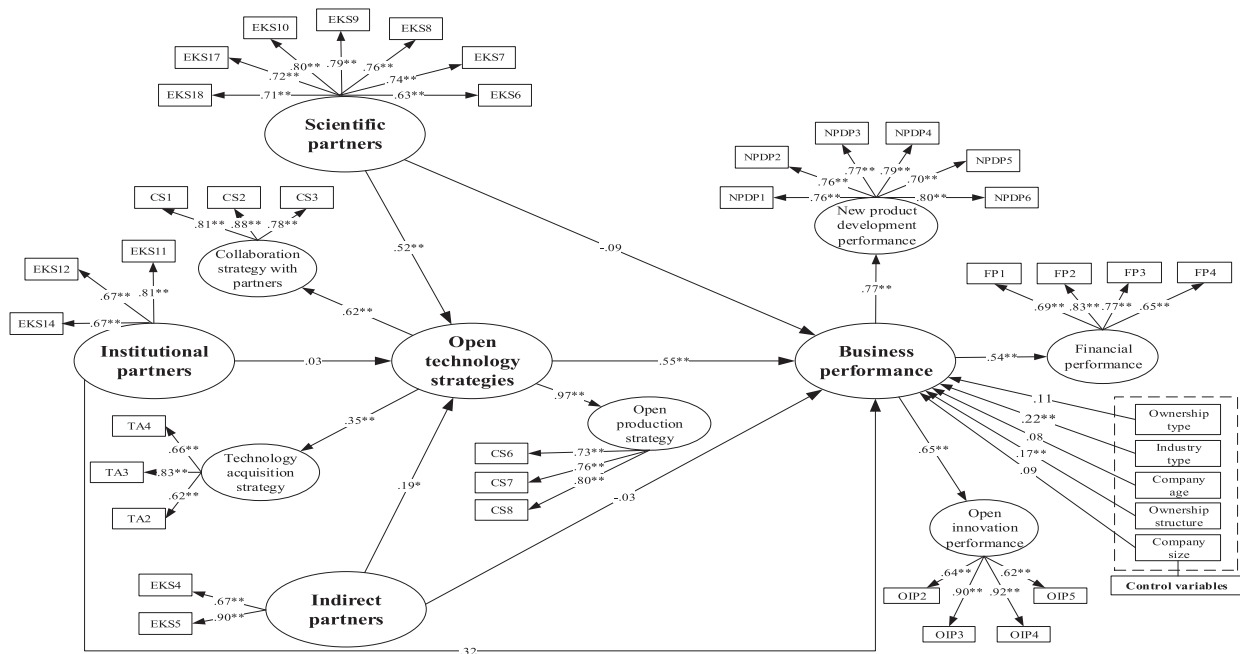 EKS10
EKS9
EKS8
EKS17
EKS7
EKS18
EKS6
.80**
.79**
.76**
.72**
.74**
.71**
.63**
Scientific
partners
NPDP3
NPDP4
NPDP2
NPDP5
NPDP1
NPDP6
.77**
.79**
.76**
.70**
.76**
.80**
New product
development
performance
CS1
CS2
CS3
.81**
.88**
.78**
Collaboration
strategy with
partners
.52**
-.09
.77**
EKS12
EKS11
EKS14
.67**
.81**
.67**
Institutional
partners
.03
.62**
Open
technology
strategies
.55**
Business
performance
FP1
FP2
FP3
FP4
.69**
.83**
.77**
.65**
.54**
Financial
performance
.97**
Open
production
strategy
CS6
CS7
CS8
.73**
.76**
.80**
.35**
TA4
TA3
TA2
.66**
.83**
.62**
Technology
acquisition
strategy
.19*
-.03
.65**
.11
.22**
.08
.17**
.09
Ownership
type
Industry
type
Company
age
Ownership
structure
Company
size
Control variables
Open
innovation
performance
.64**
.62**
.90**
.92**
OIP2
OIP5
OIP3
OIP4
EKS4
EKS5
.67**
.90**
Indirect
partners
.32